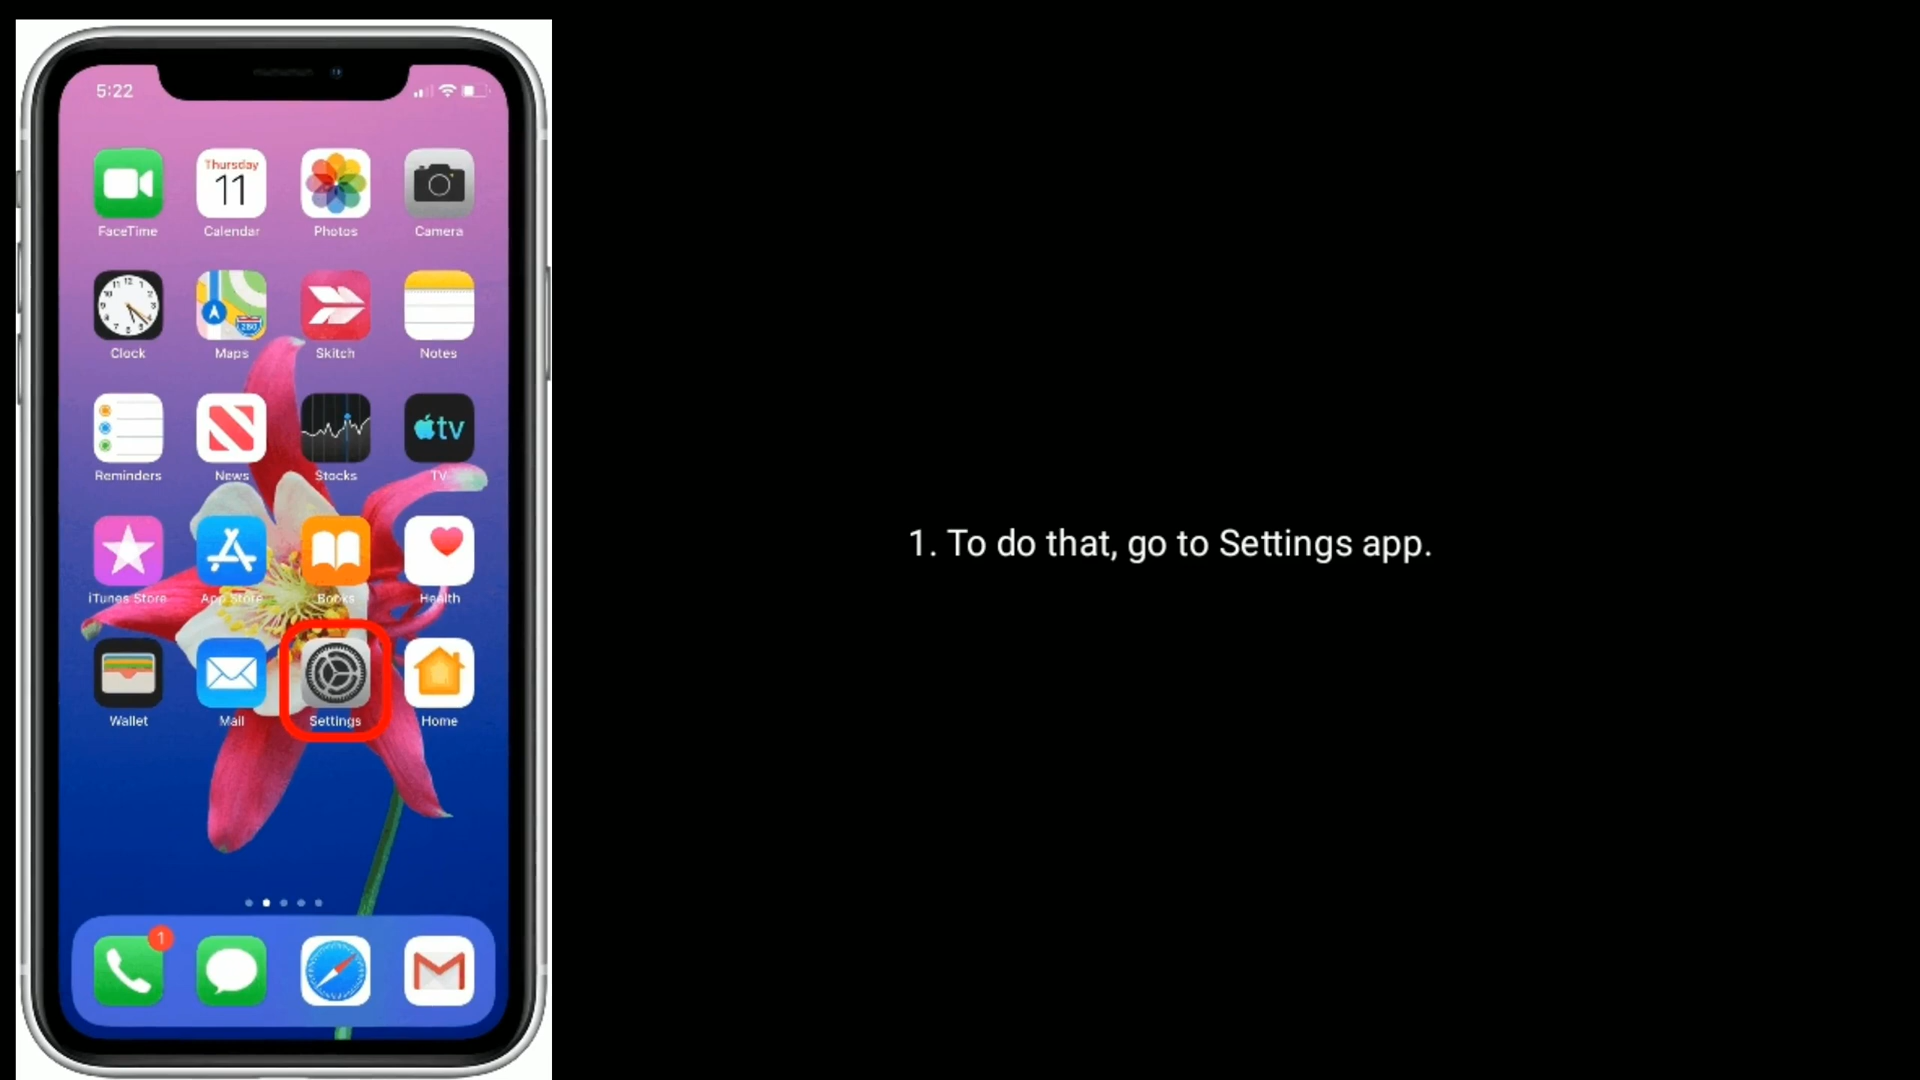 5:22
Thursday
11
FaceTime Calendar Photos Camera
12
Clock Maps Skitch Notes
tv
Reminders News Stocks TV
iTunes Store App Store Books Health
Wallet Mail Settings Home
1
1. To do that, go to Settings app.